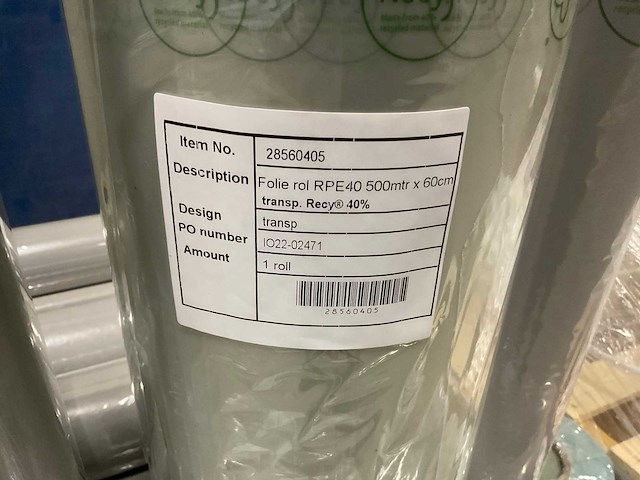 Item No. 28560405
Description Folie rol RPE40 500mtr x 60cm
transp. Recy® 40%
Design transp
PO number IO22-02471
Amount 1 roll
28560405